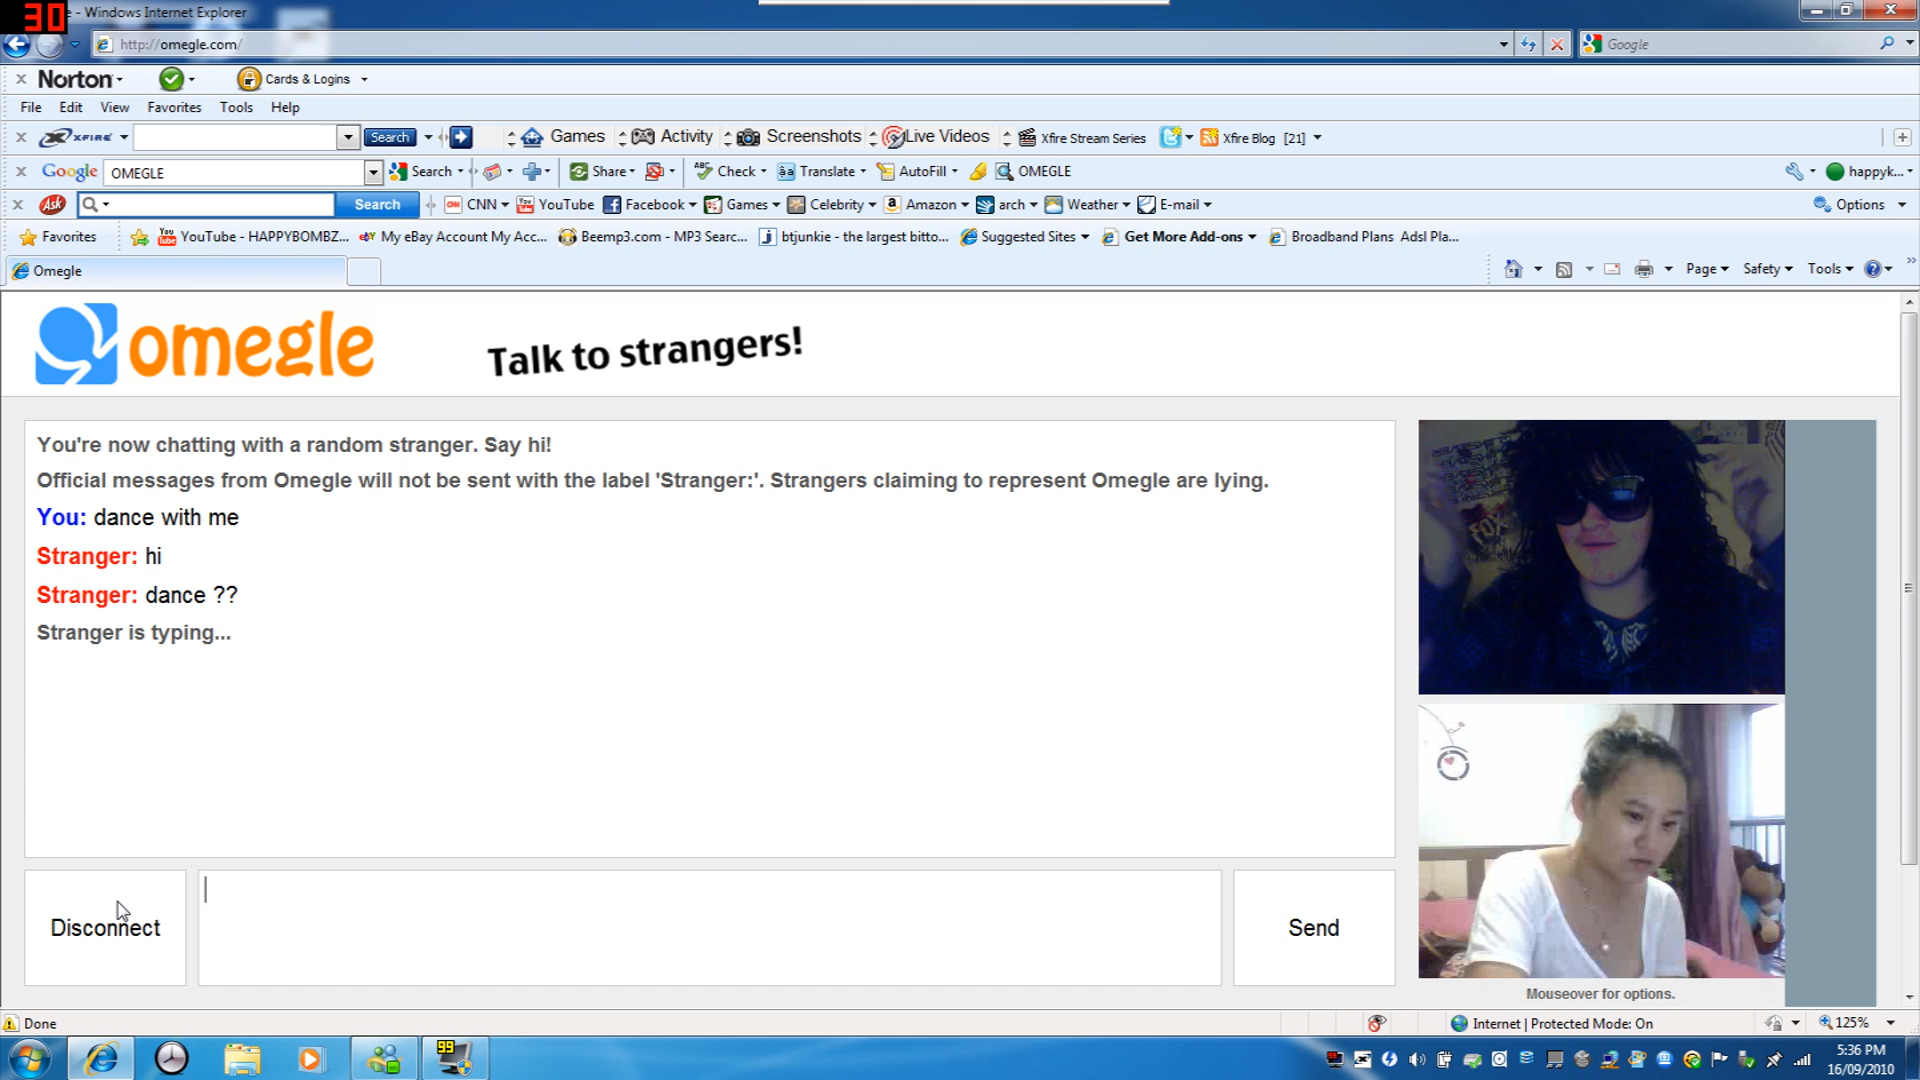 30
e - Windows Internet Explorer
http://omegle.com/
Google
Norton
Cards & Logins
File Edit View Favorites Tools Help
XFIRE Search Games Activity Screenshots Live Videos Xfire Stream Series Xfire Blog [21]
Google OMEGLE Search Share Check Translate AutoFill OMEGLE happyk...
Ask Search CNN YouTube Facebook Games Celebrity Amazon arch Weather E-mail Options
Favorites YouTube - HAPPYBOMBZ... My eBay Account My Acc... Beemp3.com - MP3 Searc... btjunkie - the largest bitto... Suggested Sites Get More Add-ons Broadband Plans Adsl Pla...
Omegle
Page Safety Tools
omegle
Talk to strangers!
You're now chatting with a random stranger. Say hi!
Official messages from Omegle will not be sent with the label 'Stranger:'. Strangers claiming to represent Omegle are lying.
You: dance with me
Stranger: hi
Stranger: dance ??
Stranger is typing...
FOX
Disconnect
Send
Mouseover for options.
Done
Internet | Protected Mode: On
125%
99
5:36 PM
16/09/2010